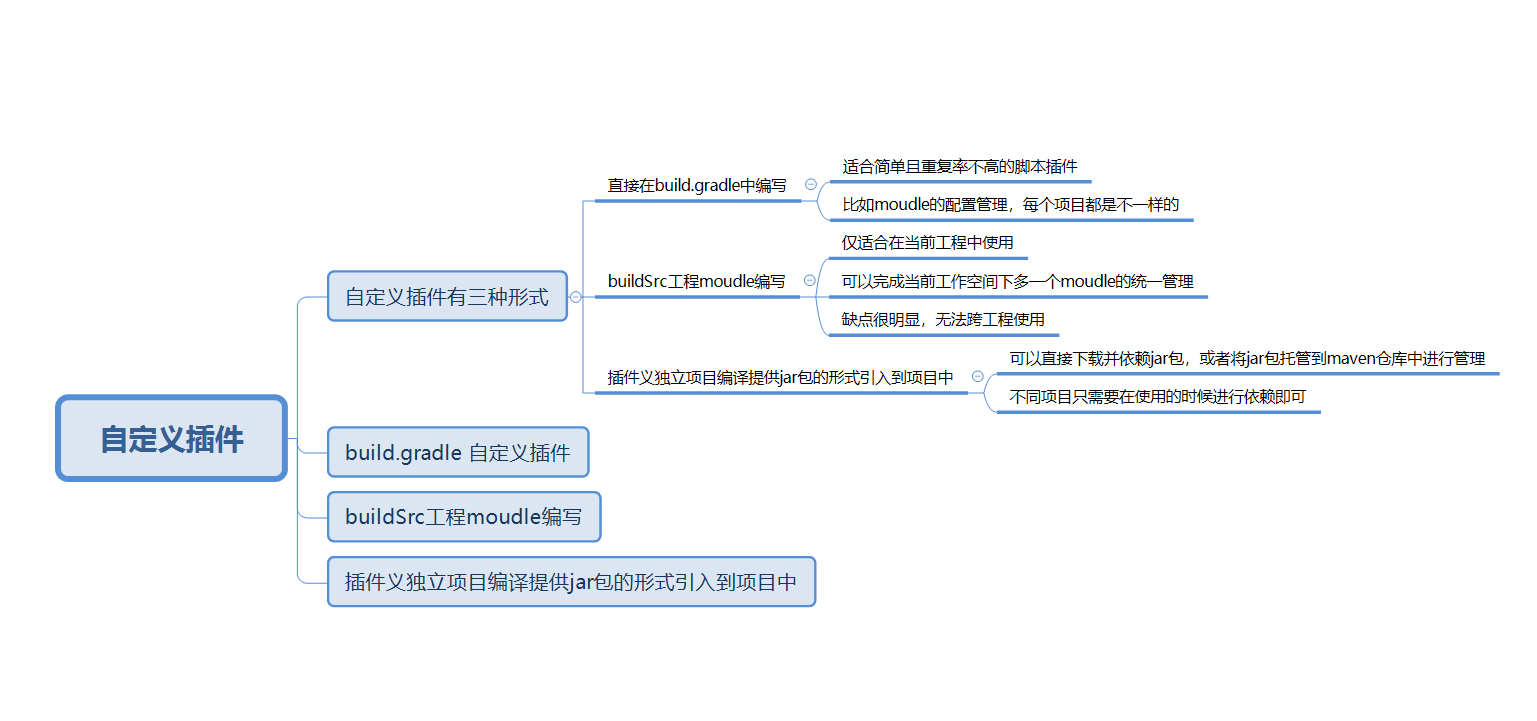 自定义插件
自定义插件有三种形式
直接在build.gradle中编写
适合简单且重复率不高的脚本插件
比如moudle的配置管理，每个项目都是不一样的
buildSrc工程moudle编写
仅适合在当前工程中使用
可以完成当前工作空间下多一个moudle的统一管理
缺点很明显，无法跨工程使用
插件义独立项目编译提供jar包的形式引入到项目中
可以直接下载并依赖jar包，或者将jar包托管到maven仓库中进行管理
不同项目只需要在使用的时候进行依赖即可
build.gradle 自定义插件
buildSrc工程moudle编写
插件义独立项目编译提供jar包的形式引入到项目中